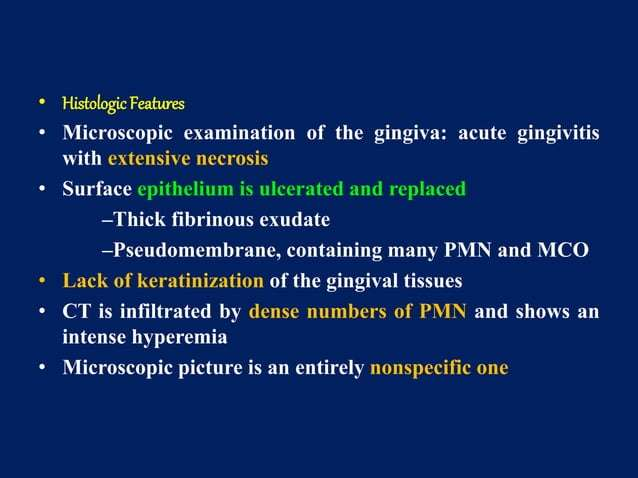 • Histologic Features
• Microscopic examination of the gingiva: acute gingivitis
with extensive necrosis
• Surface epithelium is ulcerated and replaced
–Thick fibrinous exudate
–Pseudomembrane, containing many PMN and MCO
• Lack of keratinization of the gingival tissues
• CT is infiltrated by dense numbers of PMN and shows an
intense hyperemia
• Microscopic picture is an entirely nonspecific one